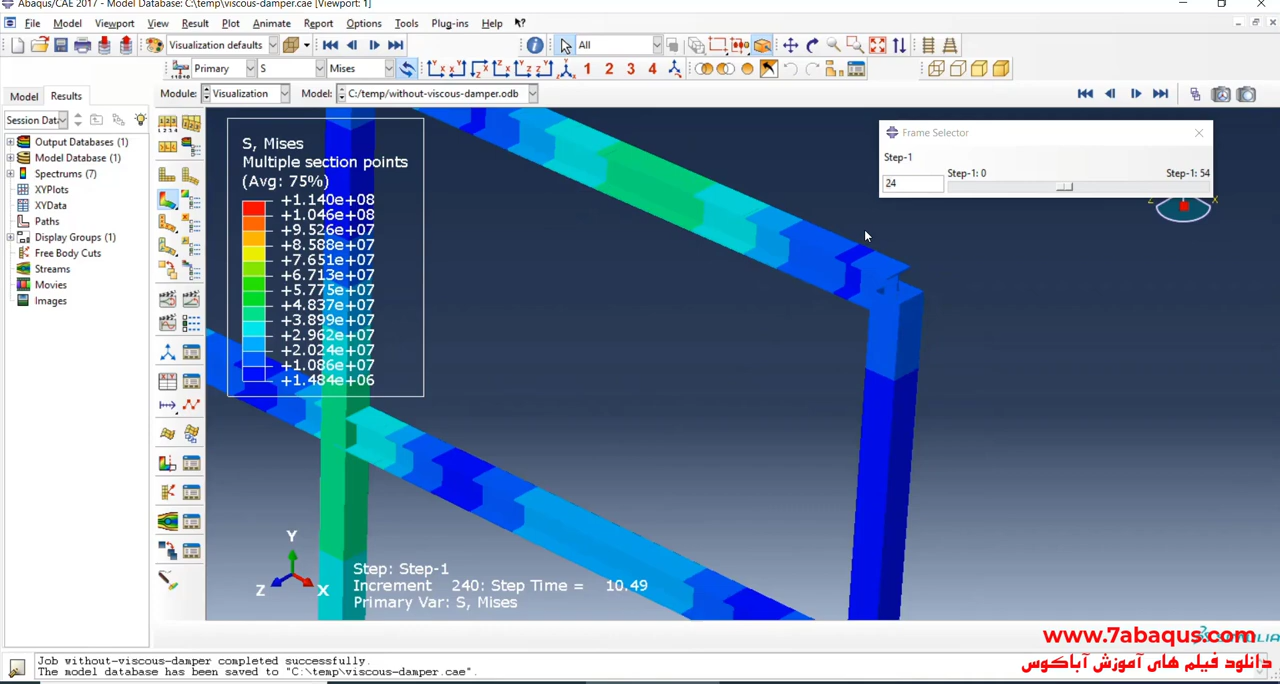 Abaqus/CAE 2017 - Model Database: C:\temp\viscous-damper.cae [Viewport: 1]
File Model Viewport View Result Plot Animate Report Options Tools Plug-ins Help
Visualization defaults All
Primary S Mises 1 2 3 4
Model Results Module: Visualization Model: C:/temp/without-viscous-damper.odb
Session Data
Output Databases (1)
Model Database (1)
Spectrums (7)
XYPlots
XYData
Paths
Display Groups (1)
Free Body Cuts
Streams
Movies
Images
S, Mises
Multiple section points
(Avg: 75%)
+1.140e+08
+1.046e+08
+9.526e+07
+8.588e+07
+7.651e+07
+6.713e+07
+5.775e+07
+4.837e+07
+3.899e+07
+2.962e+07
+2.024e+07
+1.086e+07
+1.484e+06
Frame Selector
Step-1
Step-1: 0 Step-1: 54
24
Z X
Y
Z X
Step: Step-1
Increment 240: Step Time = 10.49
Primary Var: S, Mises
www.7abaqus.com
دانلود فیلم های آموزش آباکوس
Job without-viscous-damper completed successfully.
The model database has been saved to "C:\temp\viscous-damper.cae".